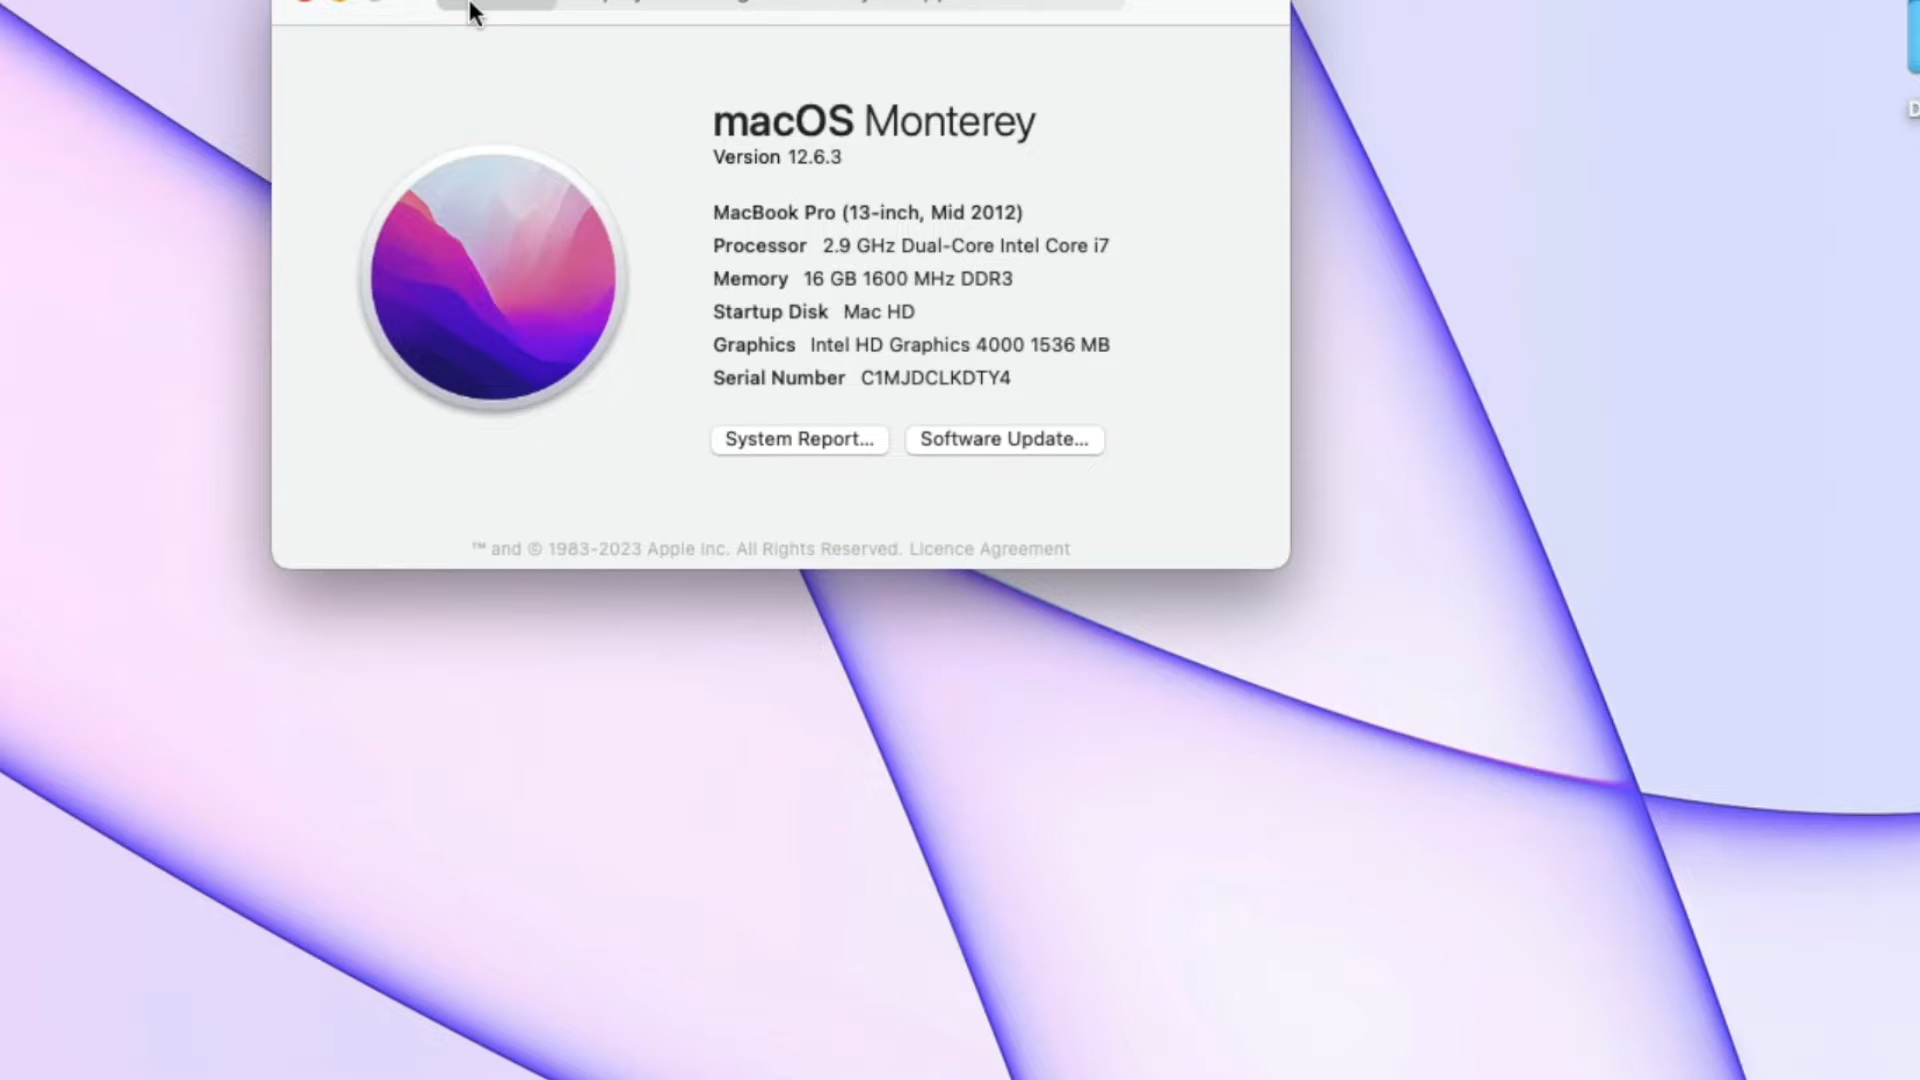 macOS Monterey
Version 12.6.3
MacBook Pro (13-inch, Mid 2012)
Processor 2.9 GHz Dual-Core Intel Core i7
Memory 16 GB 1600 MHz DDR3
Startup Disk Mac HD
Graphics Intel HD Graphics 4000 1536 MB
Serial Number C1MJDCLKDTY4
System Report... Software Update...
™ and © 1983-2023 Apple Inc. All Rights Reserved. Licence Agreement